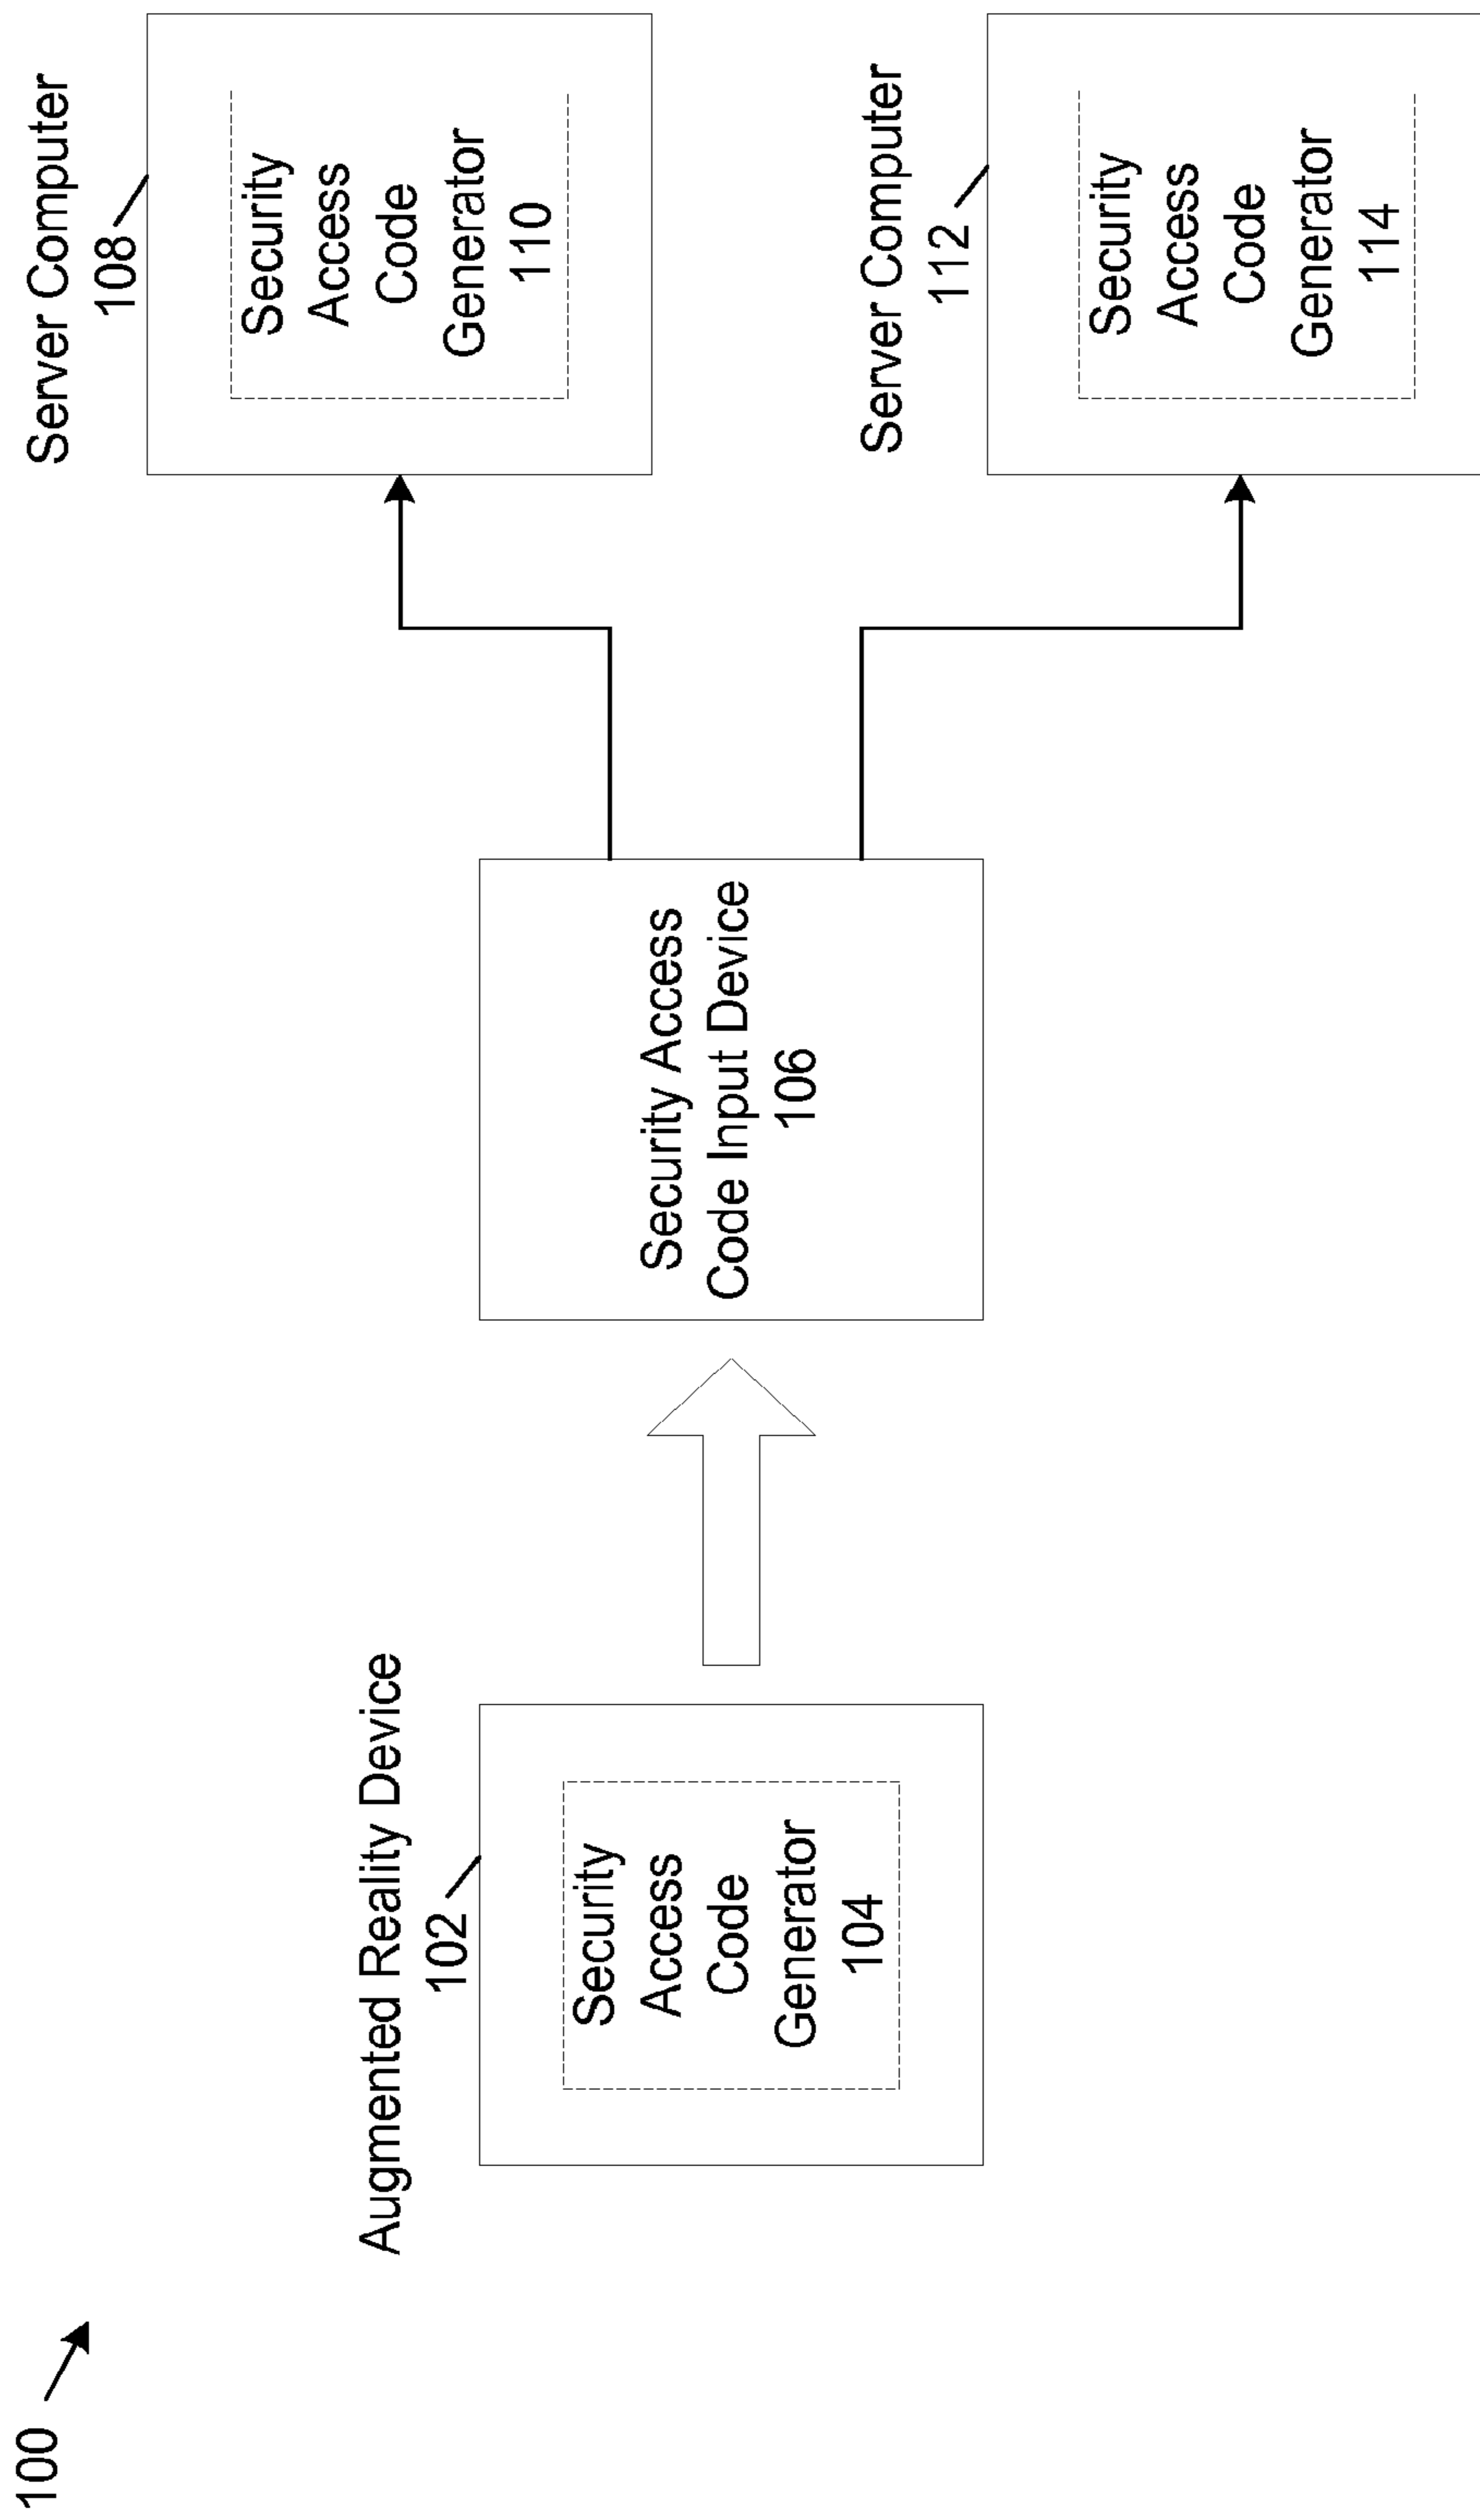 100
Augmented Reality Device
102
Security
Access
Code
Generator
104
Security Access
Code Input Device
106
Server Computer
108
Security
Access
Code
Generator
110
Server Computer
112
Security
Access
Code
Generator
114